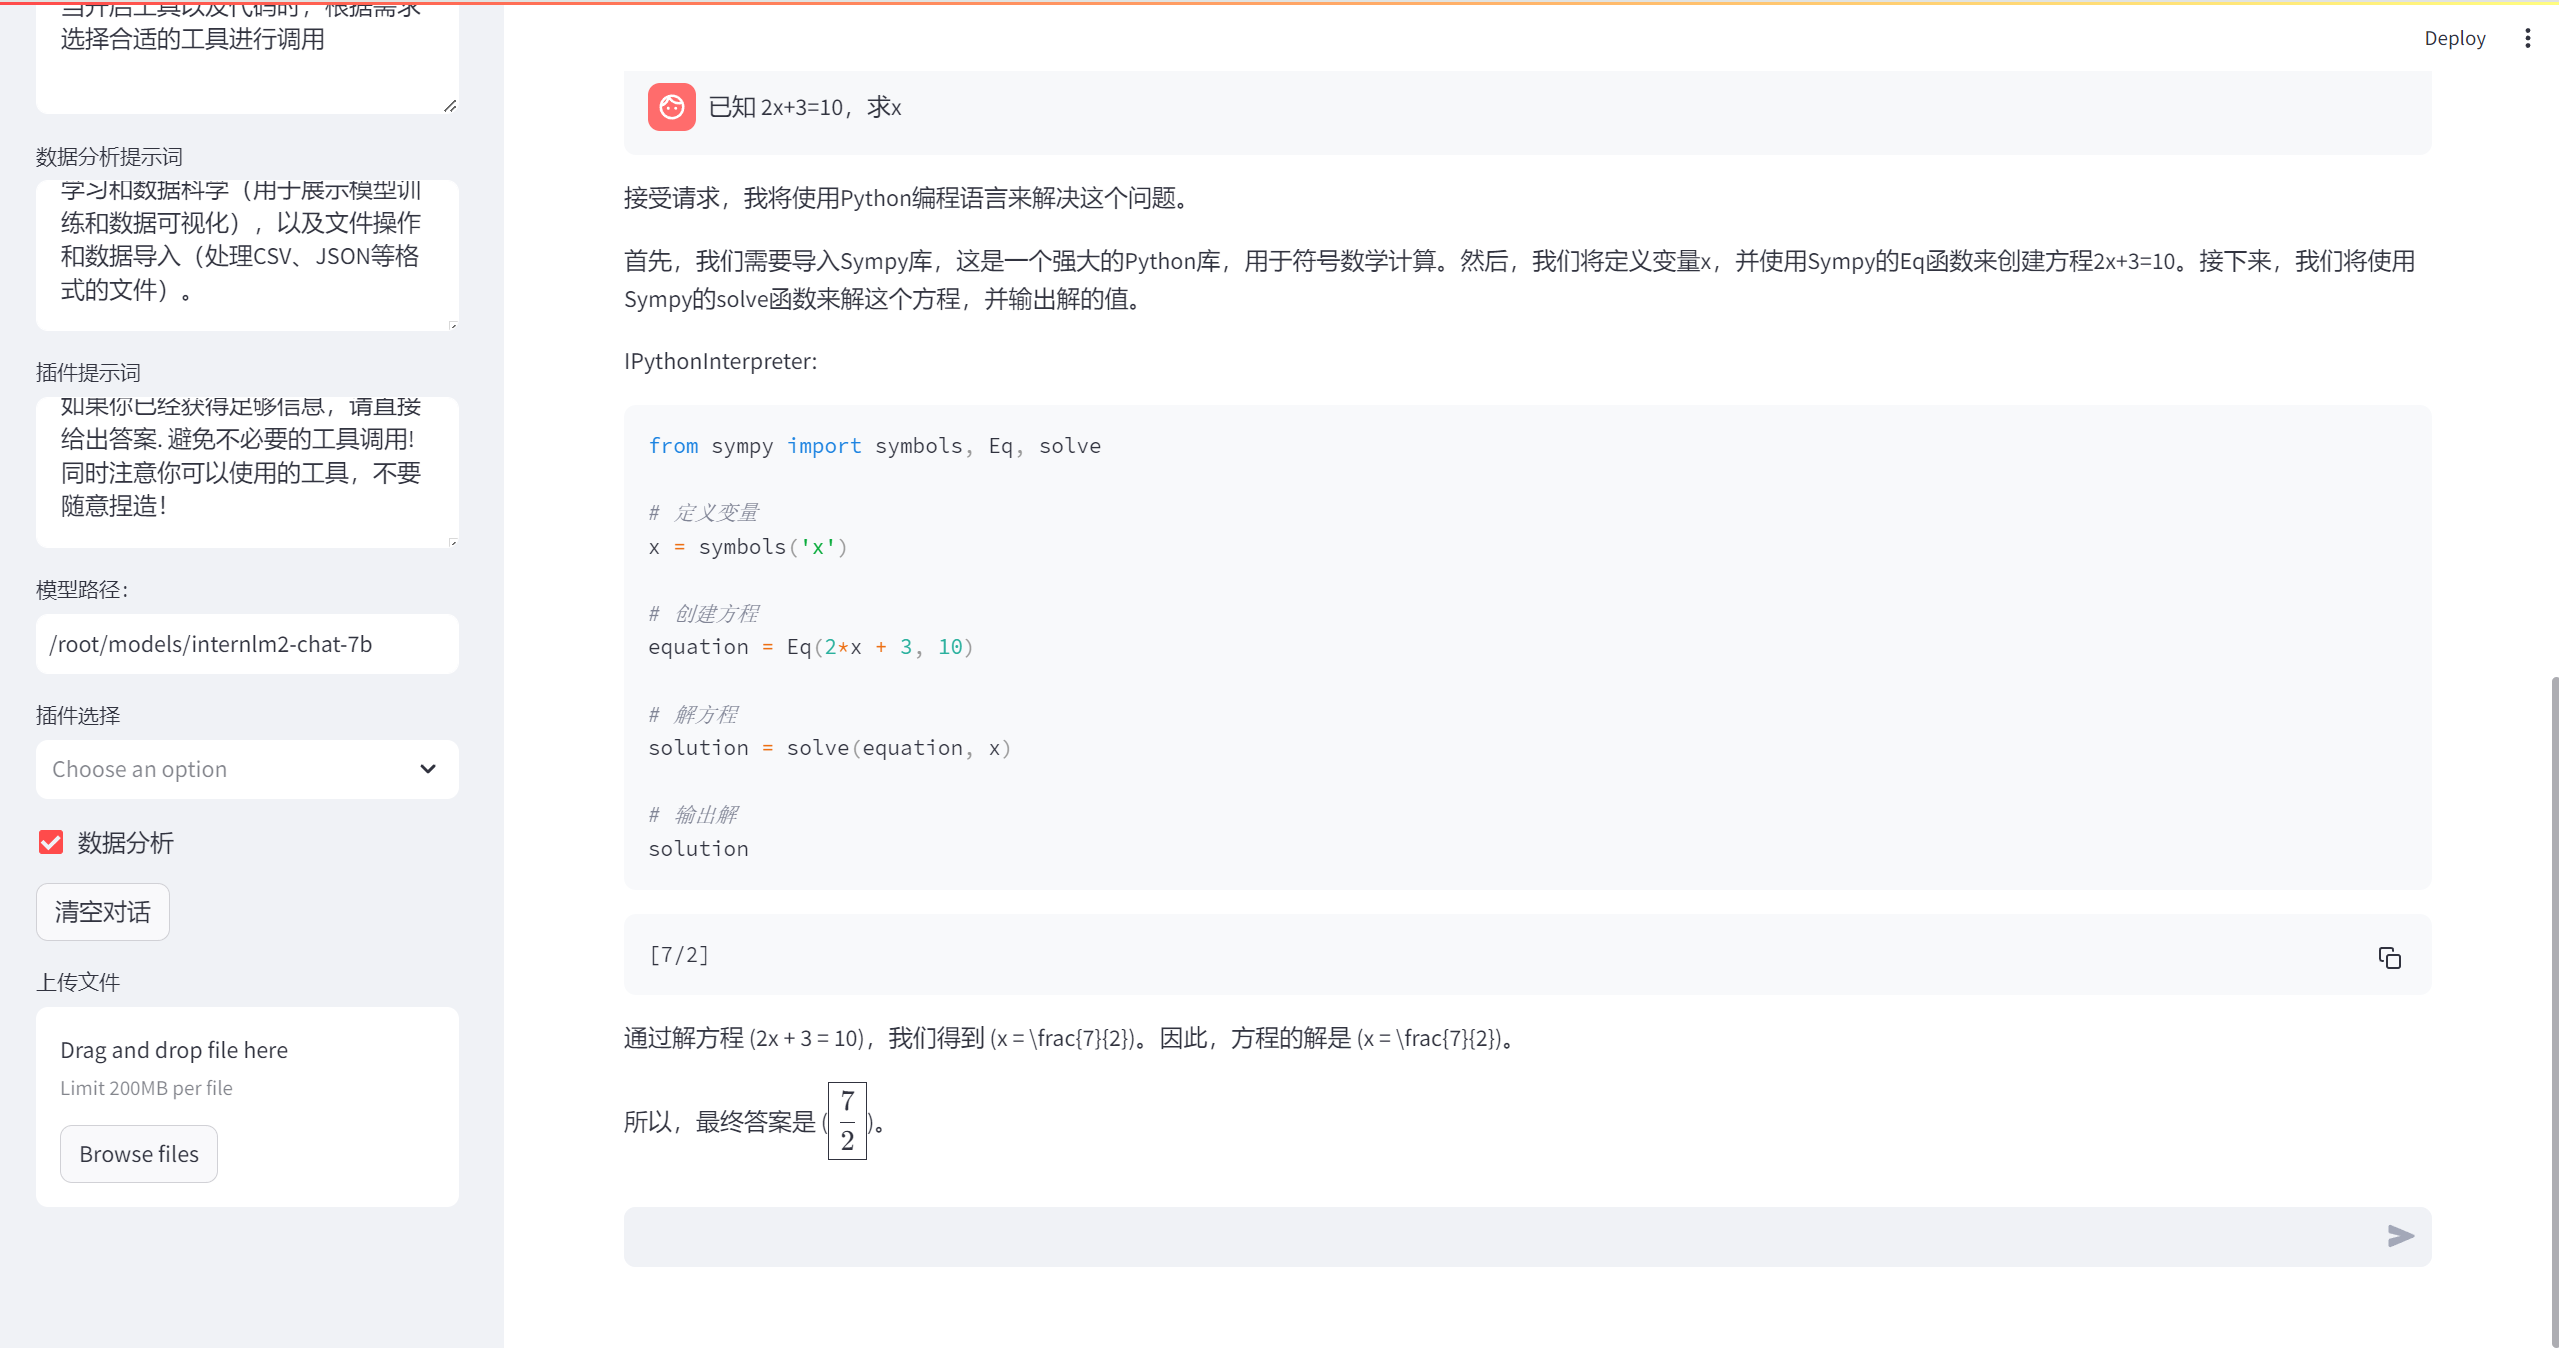 当开启工具以及代码时，根据需求
选择合适的工具进行调用
数据分析提示词
学习和数据科学（用于展示模型训
练和数据可视化），以及文件操作
和数据导入（处理CSV、JSON等格
式的文件）。
插件提示词
如果你已经获得足够信息，请直接
给出答案. 避免不必要的工具调用!
同时注意你可以使用的工具，不要
随意捏造！
模型路径：
/root/models/internlm2-chat-7b
插件选择
Choose an option
数据分析
清空对话
上传文件
Drag and drop file here
Limit 200MB per file
Browse files
Deploy
已知 2x+3=10，求x
接受请求，我将使用Python编程语言来解决这个问题。
首先，我们需要导入Sympy库，这是一个强大的Python库，用于符号数学计算。然后，我们将定义变量x，并使用Sympy的Eq函数来创建方程2x+3=10。接下来，我们将使用
Sympy的solve函数来解这个方程，并输出解的值。
IPythonInterpreter:
from sympy import symbols, Eq, solve
# 定义变量
x = symbols('x')
# 创建方程
equation = Eq(2*x + 3, 10)
# 解方程
solution = solve(equation, x)
# 输出解
solution
[7/2]
通过解方程 (2x + 3 = 10)，我们得到 (x = \frac{7}{2})。因此，方程的解是 (x = \frac{7}{2})。
所以，最终答案是 (7/2)。